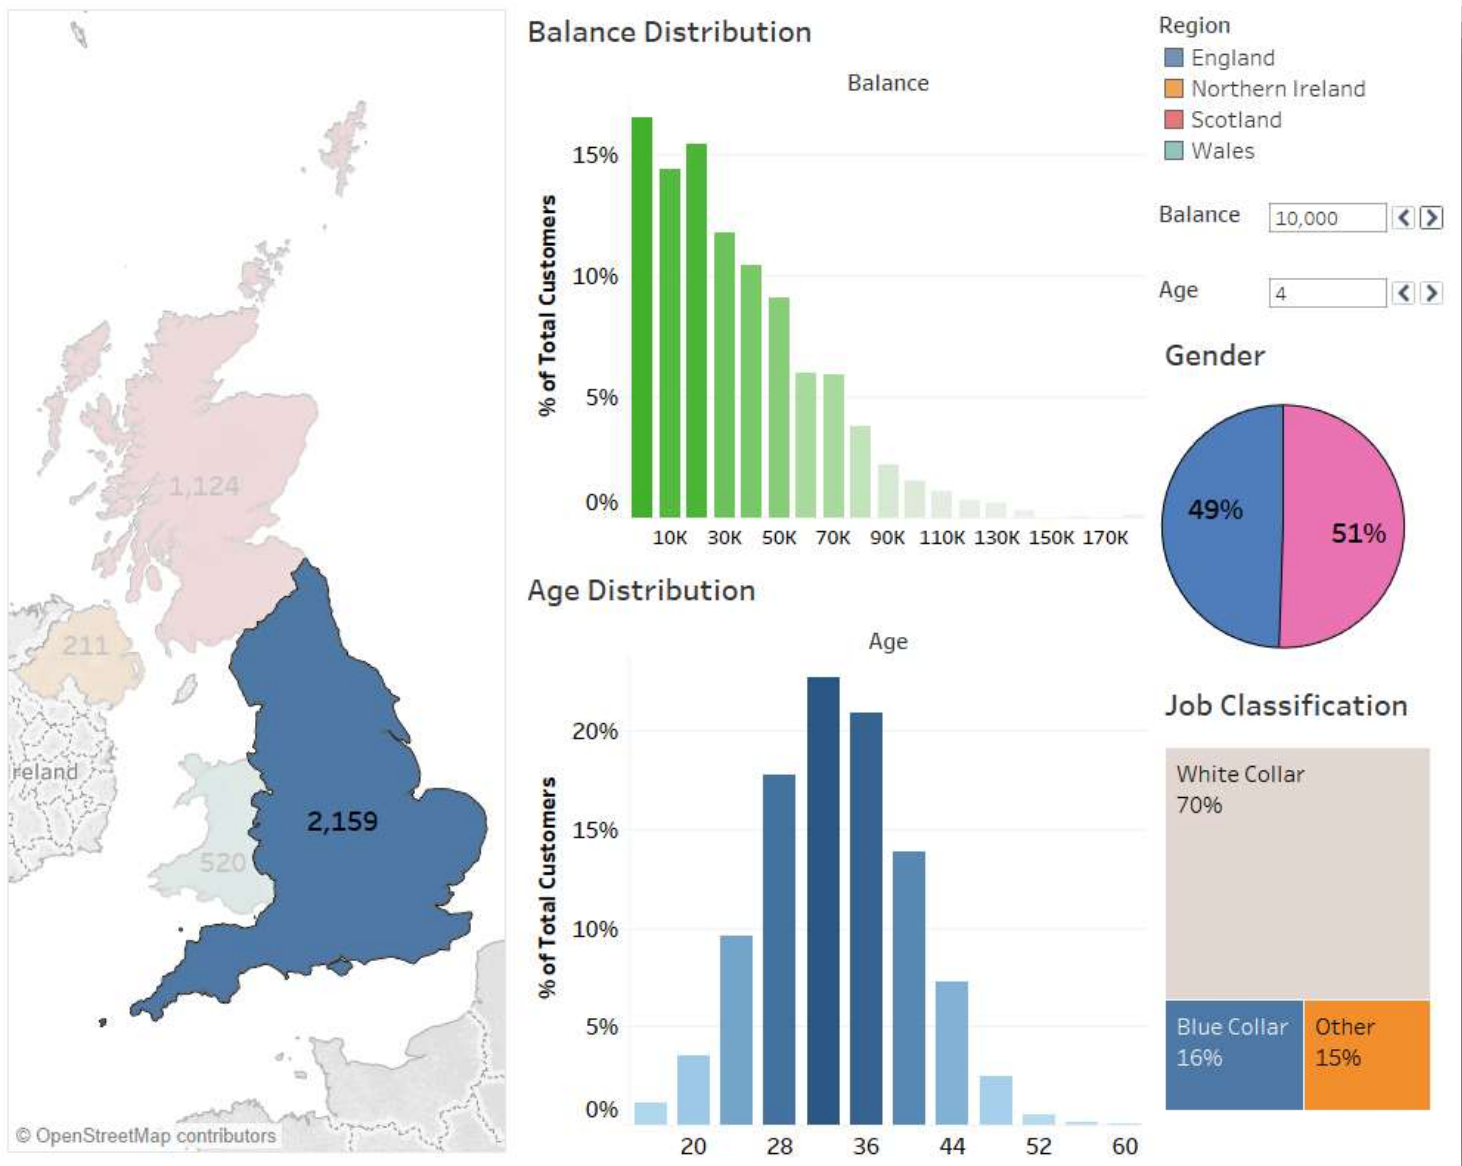 1,124
211
reland
2,159
520
© OpenStreetMap contributors
Balance Distribution
Balance
% of Total Customers
15%
10%
5%
0%
10K 30K 50K 70K 90K 110K 130K 150K 170K
Age Distribution
Age
% of Total Customers
20%
15%
10%
5%
0%
20 28 36 44 52 60
Region
England
Northern Ireland
Scotland
Wales
Balance 10,000
Age 4
Gender
49%
51%
Job Classification
White Collar
70%
Blue Collar
16%
Other
15%